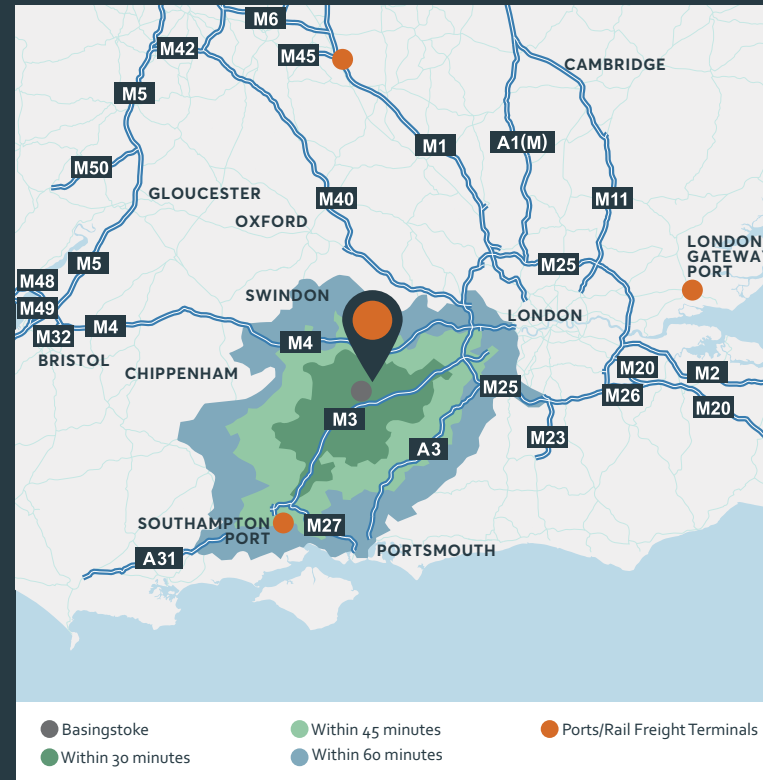 M6
M42
M45
CAMBRIDGE
M5
M1
A1(M)
M50
GLOUCESTER
M40
M11
OXFORD
LONDON
GATEWAY
PORT
M5
M25
M48
SWINDON
M49
LONDON
M32
M4
M4
BRISTOL
CHIPPENHAM
M20
M2
M25
M26
M3
M20
M23
A3
SOUTHAMPTON
PORT
M27
PORTSMOUTH
A31
Basingstoke
Within 30 minutes
Within 45 minutes
Within 60 minutes
Ports/Rail Freight Terminals